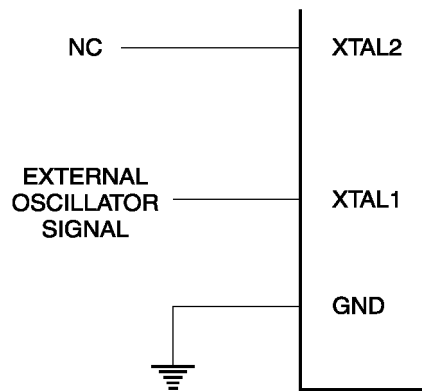 NC
XTAL2
EXTERNAL
OSCILLATOR
SIGNAL
XTAL1
GND